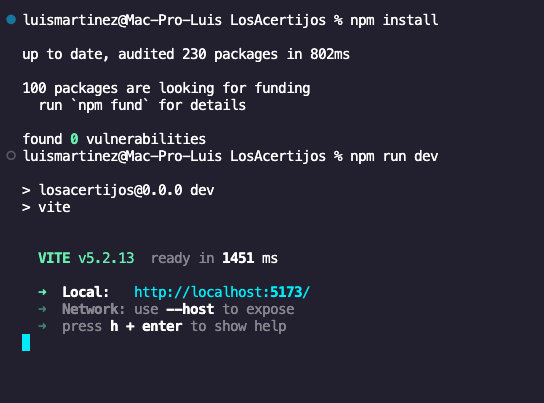 luismartinez@Mac-Pro-Luis LosAcertijos % npm install
up to date, audited 230 packages in 802ms
100 packages are looking for funding
run `npm fund` for details
found 0 vulnerabilities
luismartinez@Mac-Pro-Luis LosAcertijos % npm run dev
> losacertijos@0.0.0 dev
> vite
VITE v5.2.13 ready in 1451 ms
➜ Local: http://localhost:5173/
➜ Network: use --host to expose
➜ press h + enter to show help